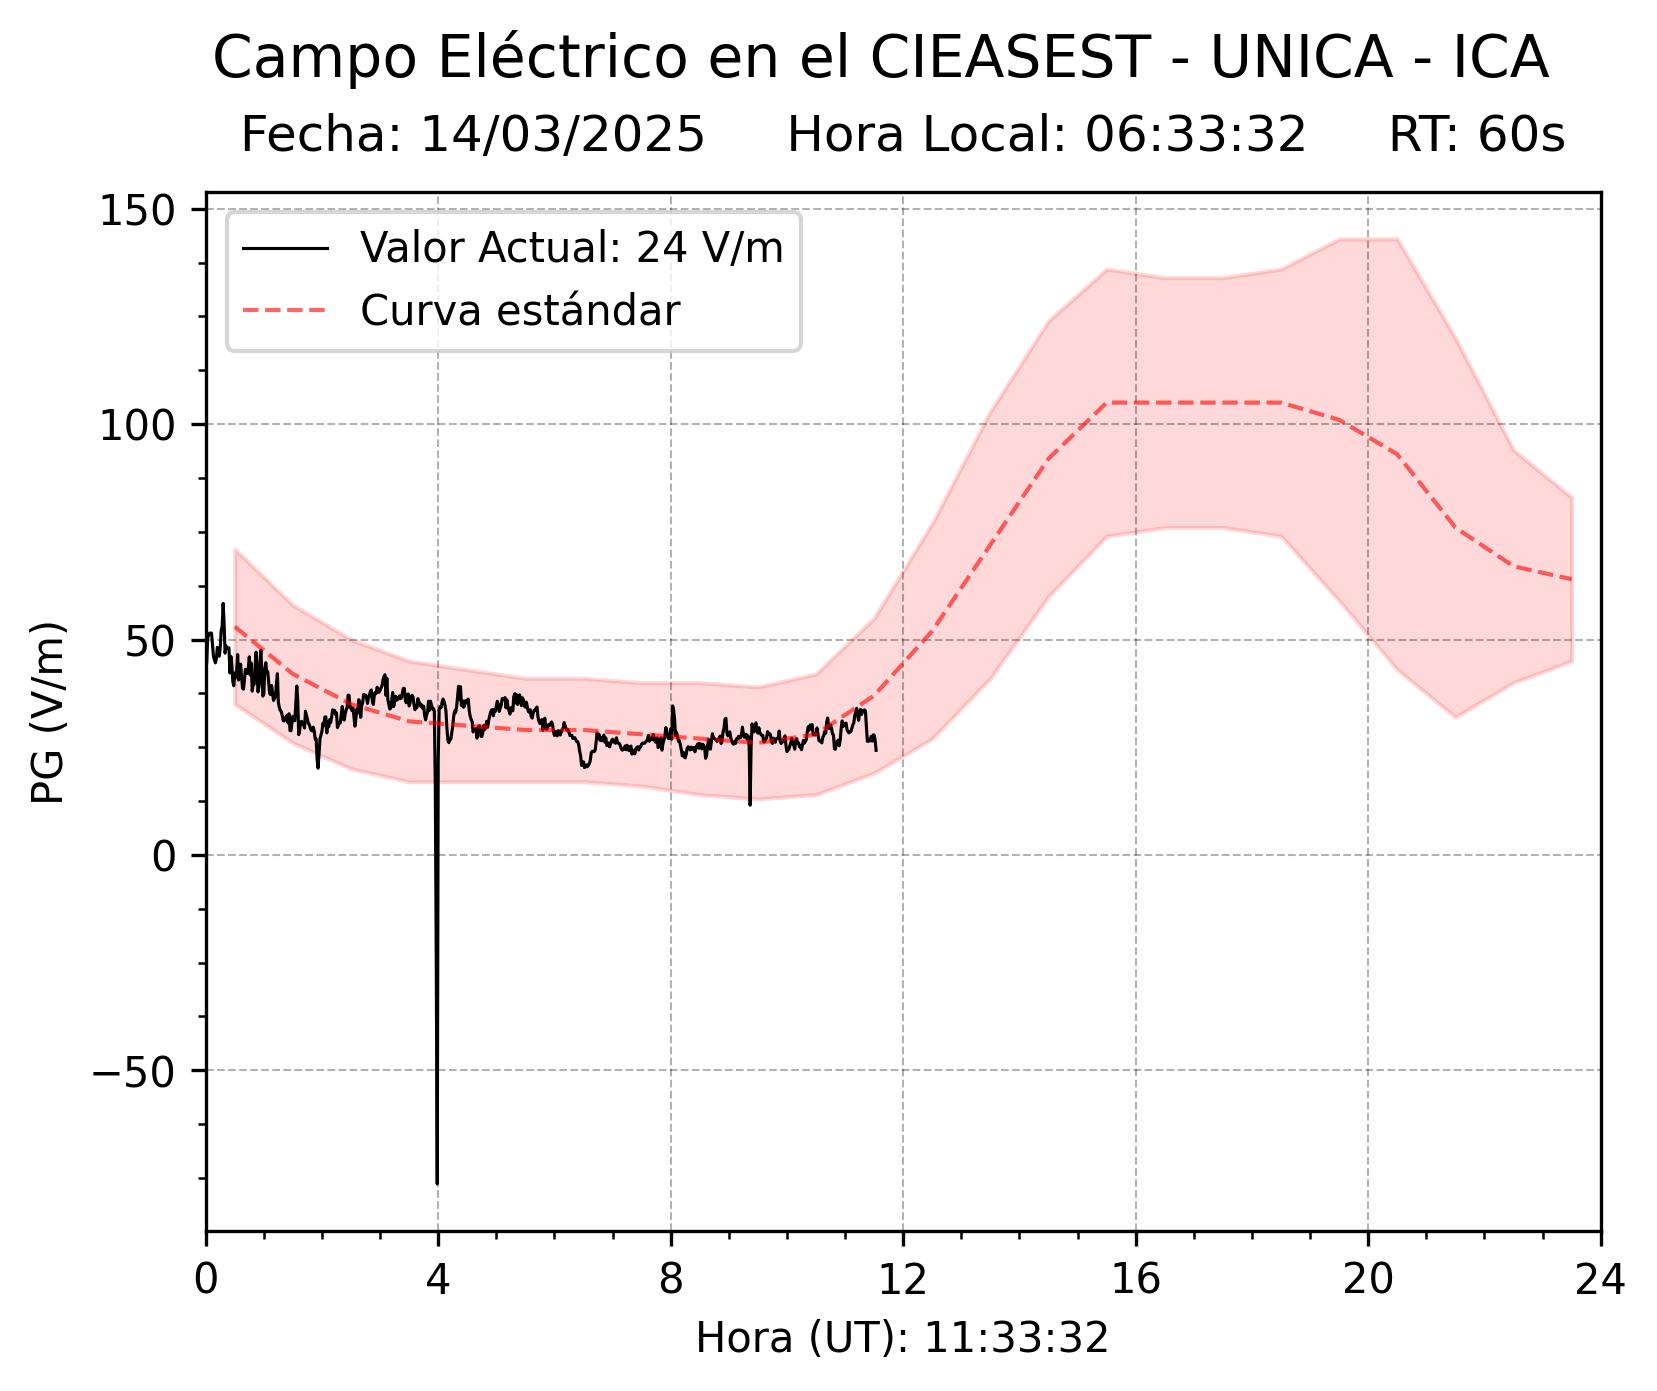 Campo Eléctrico en el CIEASEST - UNICA - ICA
Fecha: 14/03/2025 Hora Local: 06:33:32 RT: 60s
Valor Actual: 24 V/m
Curva estándar
PG (V/m)
150
100
50
0
−50
0 4 8 12 16 20 24
Hora (UT): 11:33:32